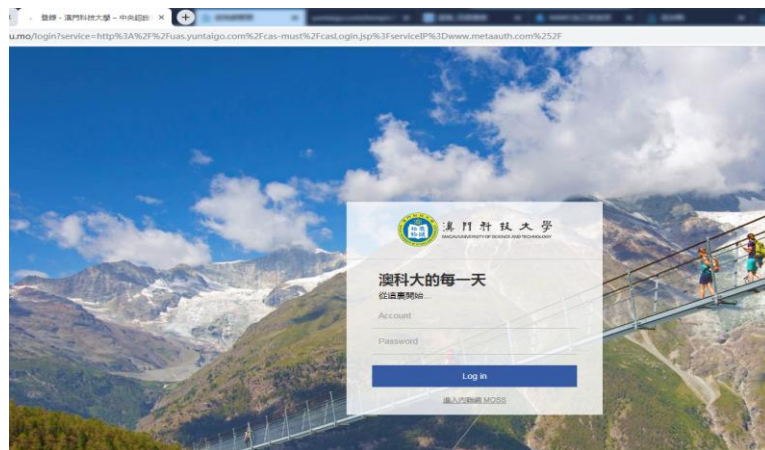 登錄 - 澳門科技大學 – 中央認
u.mo/login?service=http%3A%2F%2Fuas.yuntaigo.com%2Fcas-must%2FcasLogin.jsp%3FserviceIP%3Dwww.metaauth.com%252F
澳門科技大學
MACAU UNIVERSITY OF SCIENCE AND TECHNOLOGY
澳科大的每一天
從這裏開始...
Account
Password
Log in
進入內聯網 MOSS